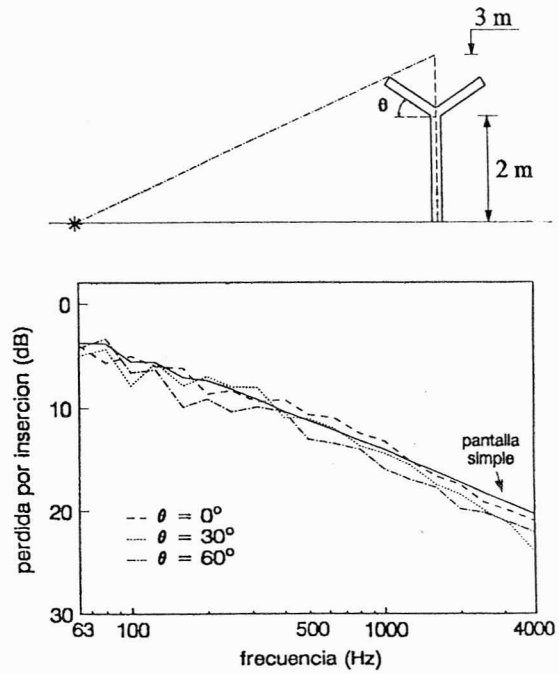 3 m
θ
2 m
perdida por insercion (dB)
0
10
20
30
pantalla
simple
θ = 0°
θ = 30°
θ = 60°
63
100
500
1000
4000
frecuencia (Hz)